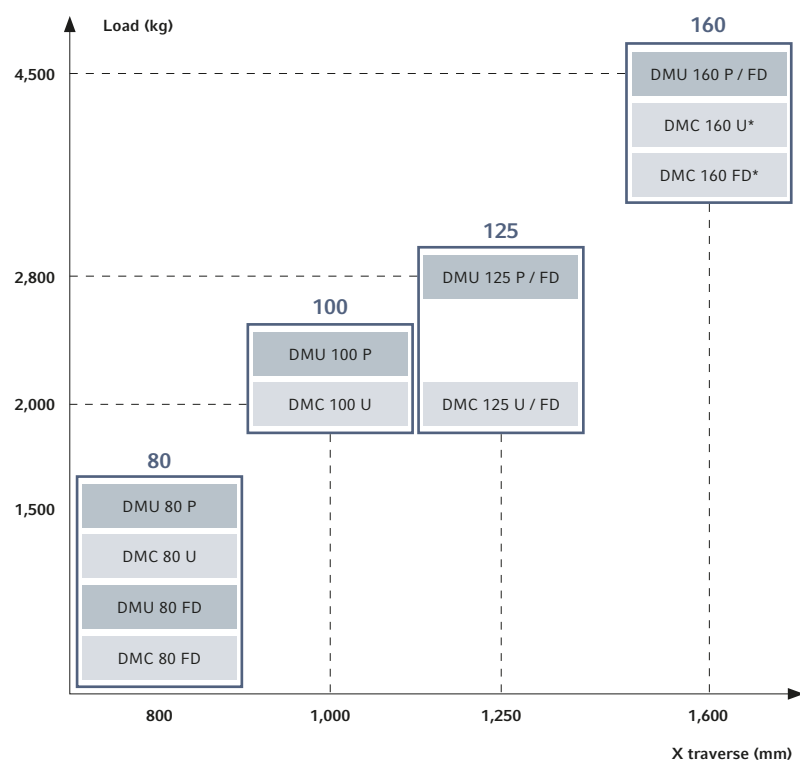 Load (kg)
160
4,500
DMU 160 P / FD
DMC 160 U*
DMC 160 FD*
125
2,800
DMU 125 P / FD
100
DMU 100 P
2,000
DMC 100 U
DMC 125 U / FD
80
1,500
DMU 80 P
DMC 80 U
DMU 80 FD
DMC 80 FD
800
1,000
1,250
1,600
X traverse (mm)